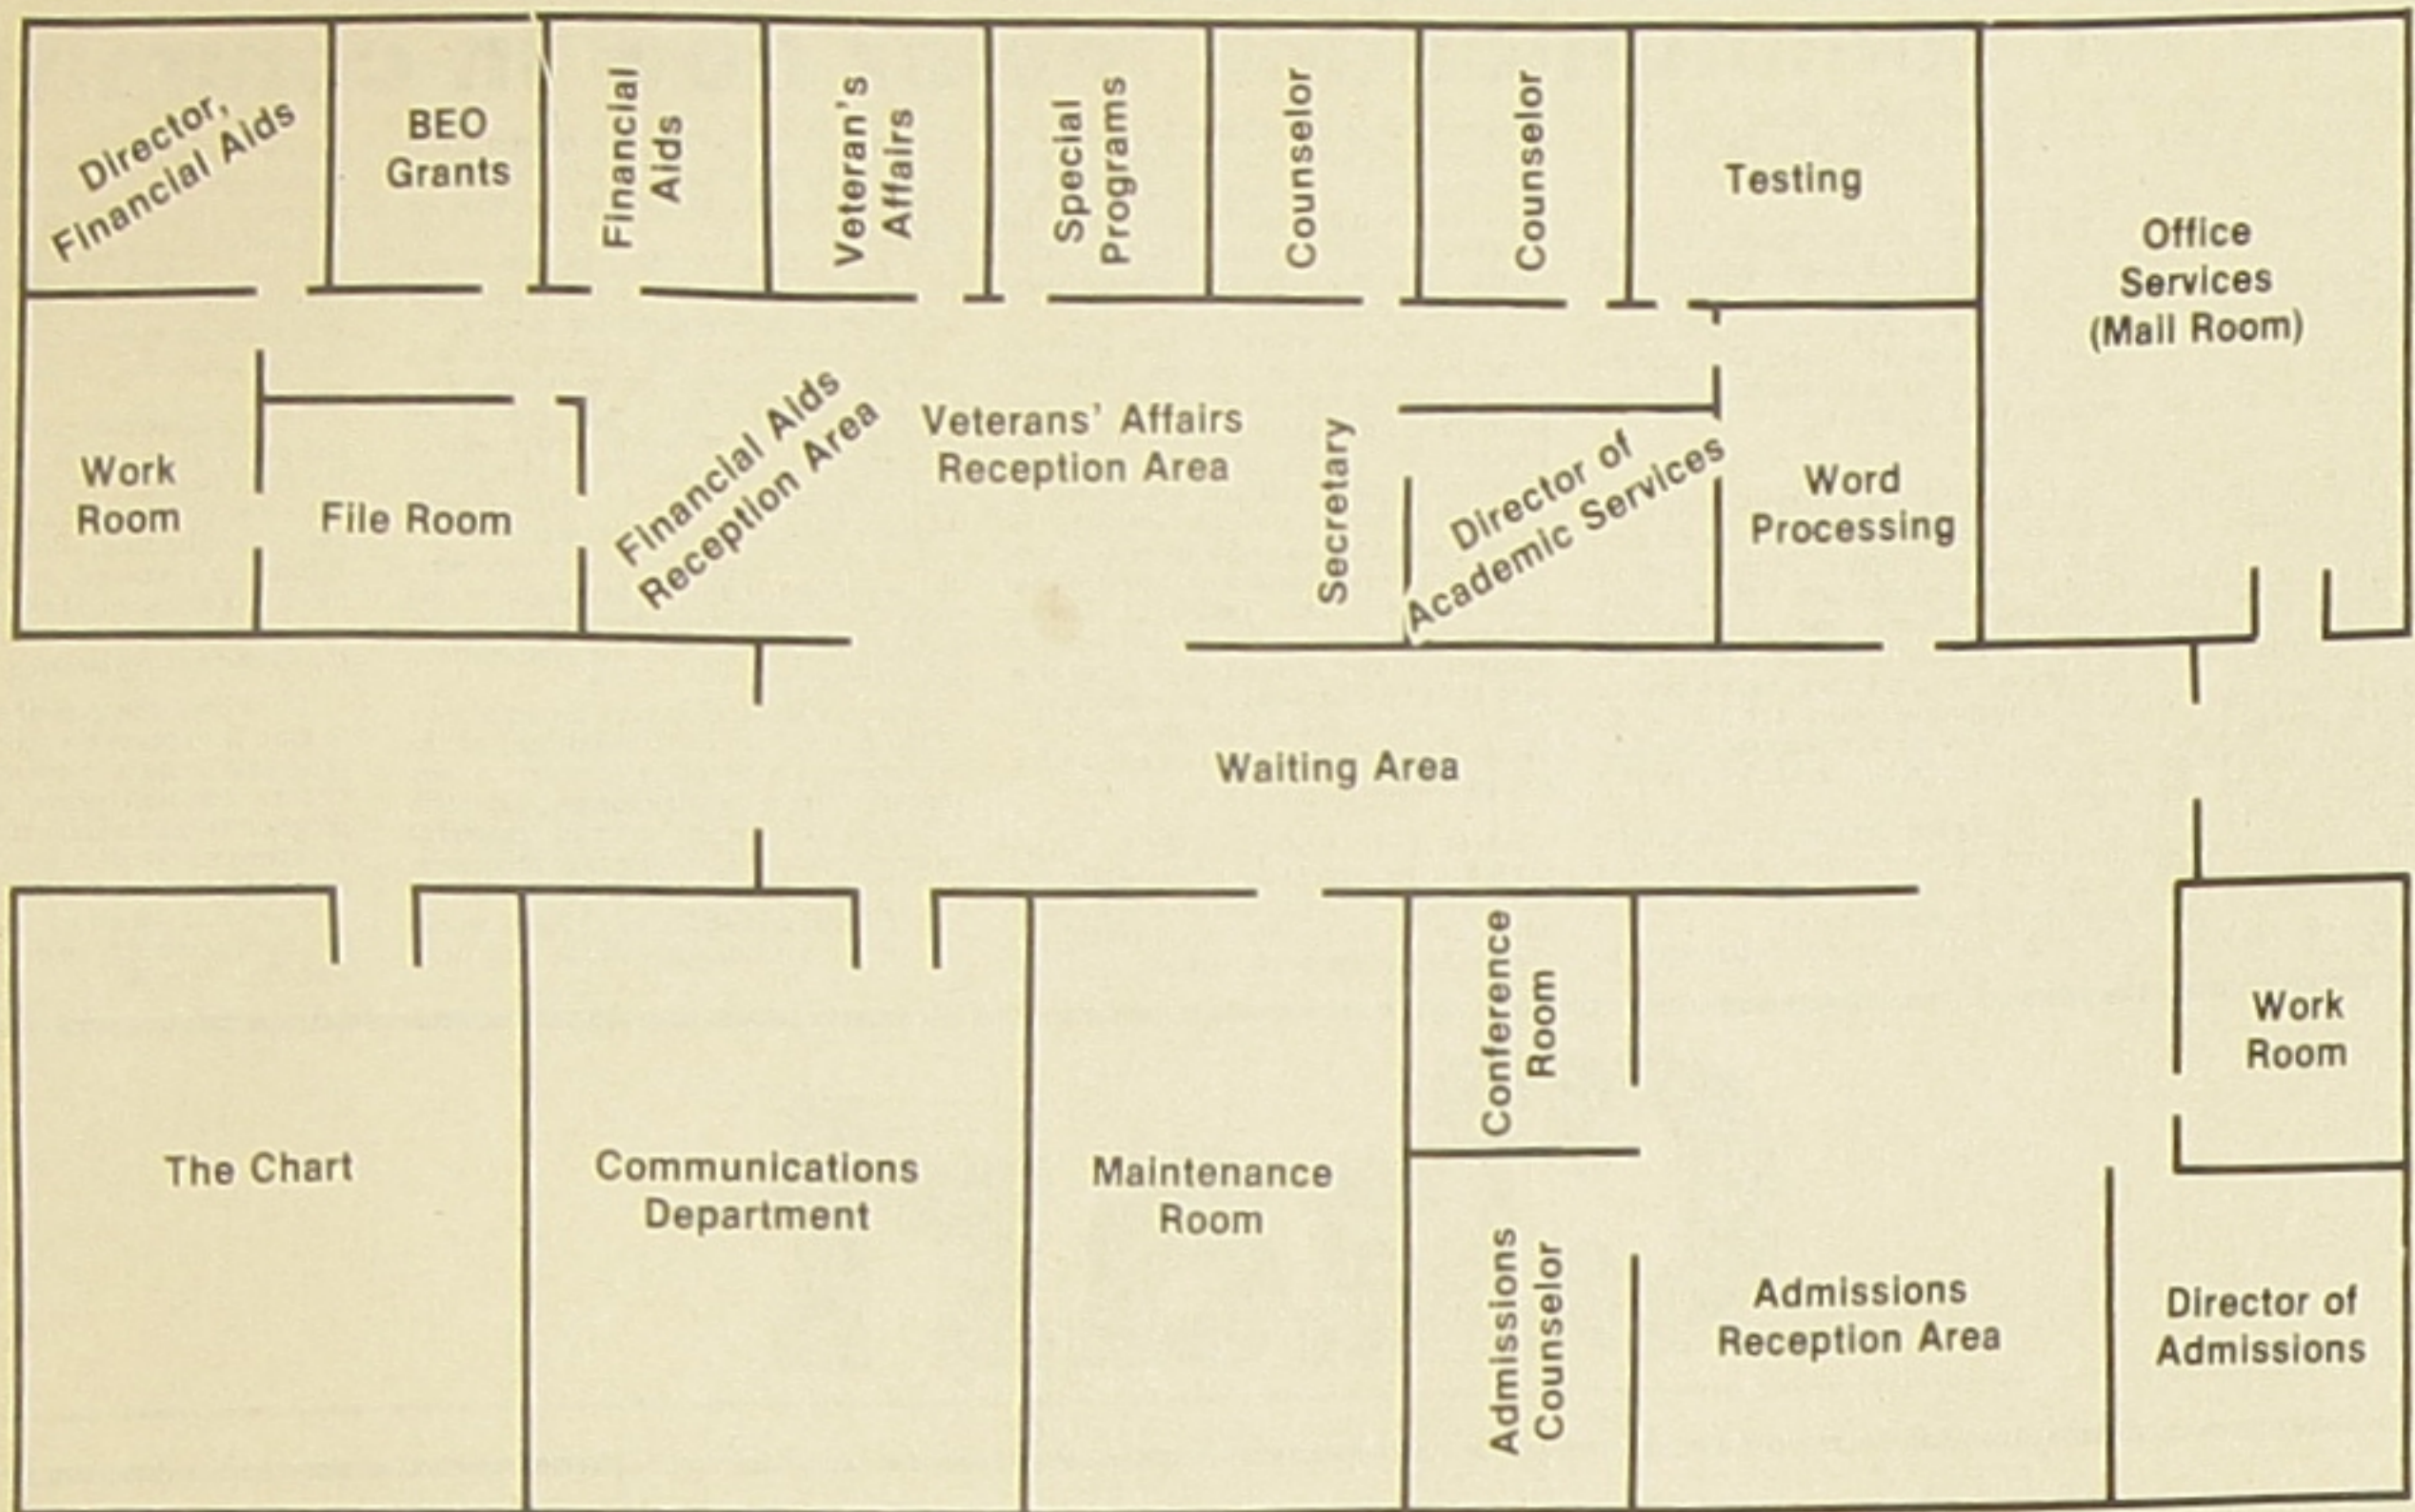 Director,
Financial Aids
BEO
Grants
Financial
Aids
Veteran's
Affairs
Special
Programs
Counselor
Counselor
Testing
Office
Services
(Mail Room)
Work
Room
File Room
Financial Aids
Reception Area
Veterans' Affairs
Reception Area
Secretary
Director of
Academic Services
Word
Processing
Waiting Area
The Chart
Communications
Department
Maintenance
Room
Conference
Room
Admissions
Counselor
Admissions
Reception Area
Work
Room
Director of
Admissions